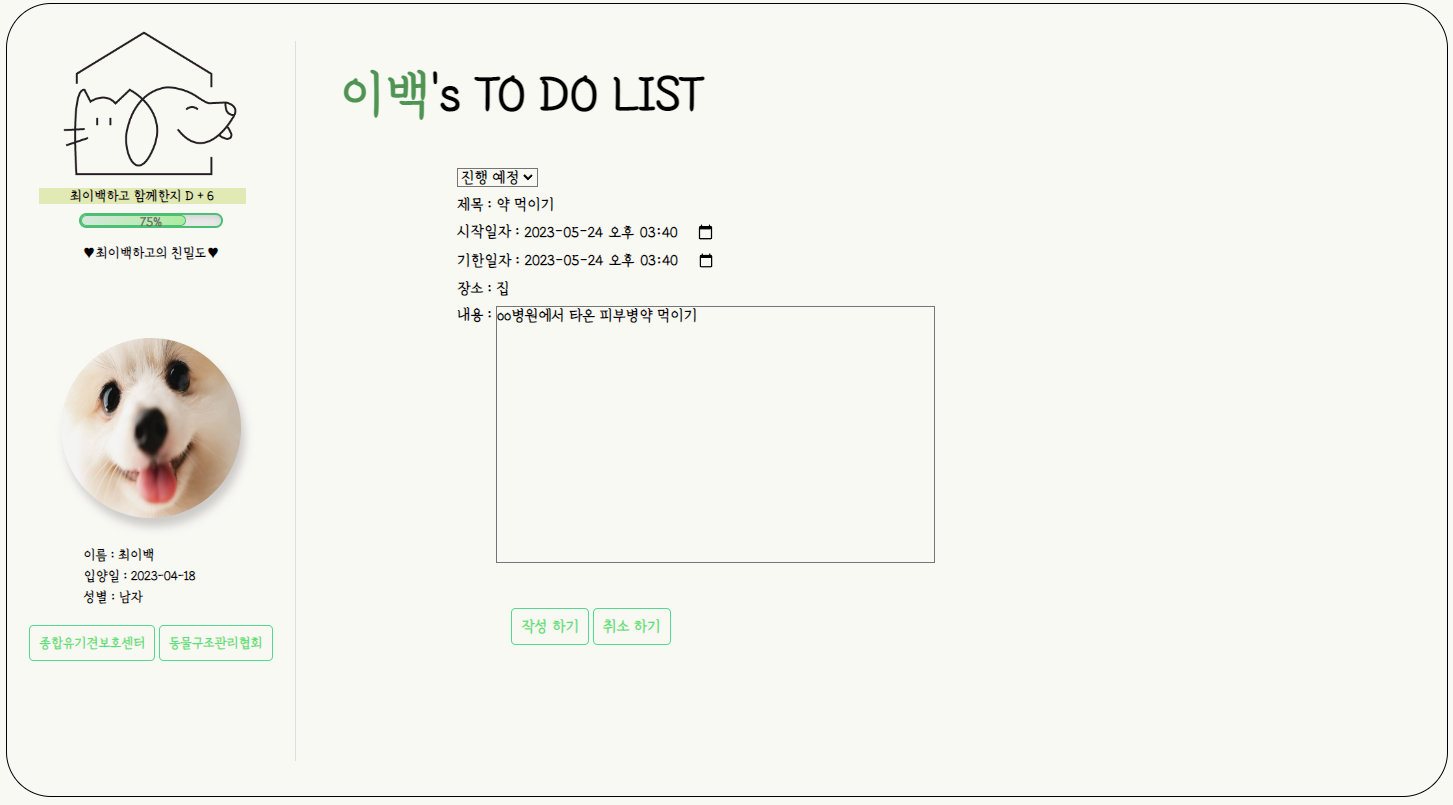 최이백하고 함께한지 D + 6
75%
♥최이백하고의 친밀도♥
이름 : 최이백
입양일 : 2023-04-18
성별 : 남자
종합유기견보호센터 동물구조관리협회
이백's TO DO LIST
진행 예정
제목 : 약 먹이기
시작일자 : 2023-05-24 오후 03:40
기한일자 : 2023-05-24 오후 03:40
장소 : 집
내용 : oo병원에서 타온 피부병약 먹이기
작성 하기 취소 하기